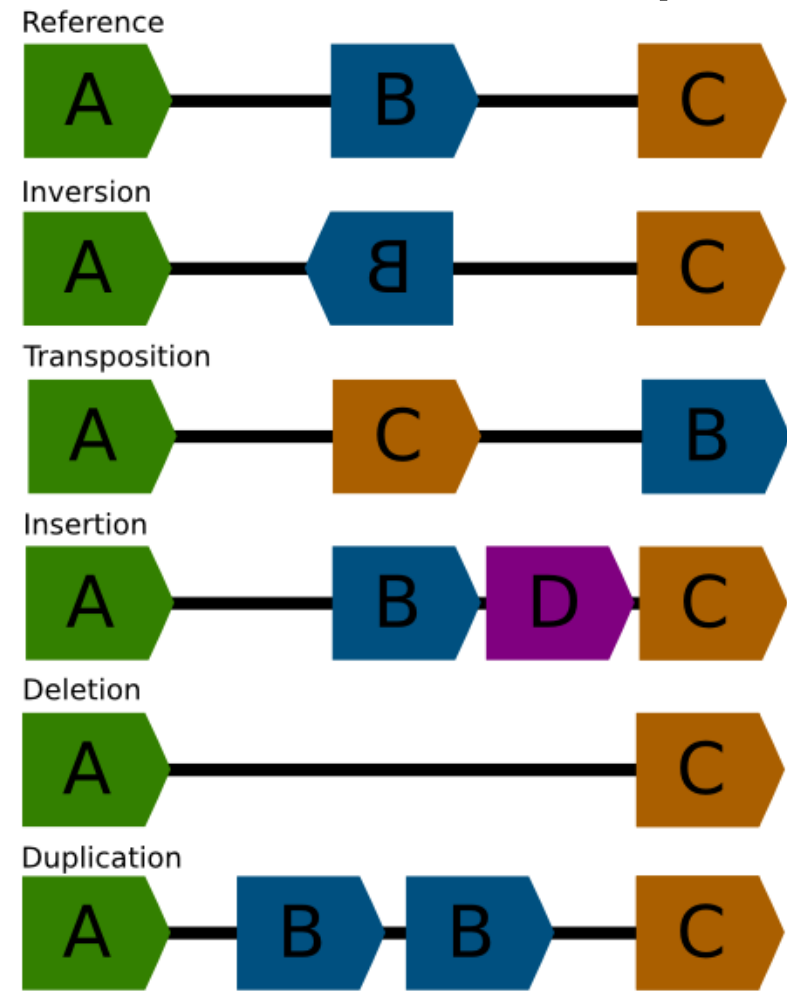 Reference
A B C
Inversion
A B C
Transposition
A C B
Insertion
A B D C
Deletion
A C
Duplication
A B B C